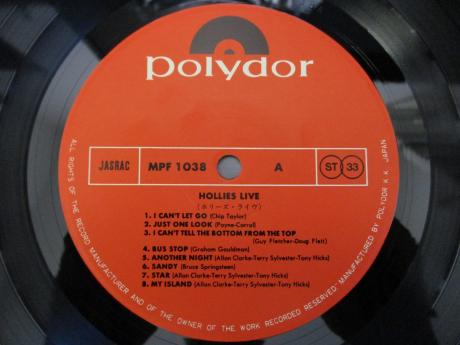 polydor
JASRAC MPF 1038 A ST 33
HOLLIES LIVE
(ホリーズ・ライヴ)
1. I CAN'T LET GO (Chip Taylor)
2. JUST ONE LOOK (Payne-Carrol)
3. I CAN'T TELL THE BOTTOM FROM THE TOP
(Guy Fletcher-Doug Flett)
4. BUS STOP (Graham Gauldman)
5. ANOTHER NIGHT (Allan Clarke-Terry Sylvester-Tony Hicks)
6. SANDY (Bruce Springsteen)
7. STAR (Allan Clarke-Terry Sylvester-Tony Hicks)
8. MY ISLAND (Allan Clarke-Terry Sylvester-Tony Hicks)
ALL RIGHTS OF THE RECORD MANUFACTURER AND OF THE OWNER OF THE WORK RECORDED RESERVED· MANUFACTURED BY POLYDOR K.K. JAPAN